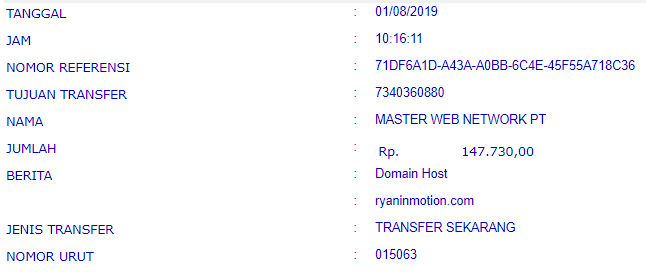 TANGGAL : 01/08/2019
JAM : 10:16:11
NOMOR REFERENSI : 71DF6A1D-A43A-A0BB-6C4E-45F55A718C36
TUJUAN TRANSFER : 7340360880
NAMA : MASTER WEB NETWORK PT
JUMLAH : Rp. 147.730,00
BERITA : Domain Host
: ryaninmotion.com
JENIS TRANSFER : TRANSFER SEKARANG
NOMOR URUT : 015063